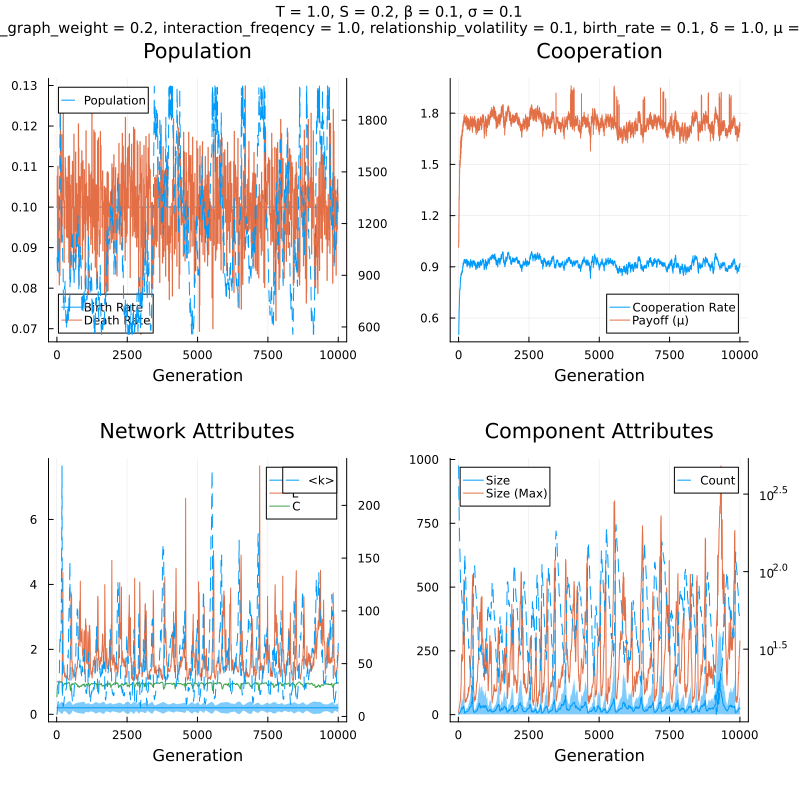 T = 1.0, S = 0.2, β = 0.1, σ = 0.1
_graph_weight = 0.2, interaction_freqency = 1.0, relationship_volatility = 0.1, birth_rate = 0.1, δ = 1.0, μ =
Population
0.13
0.12
0.11
0.10
0.09
0.08
0.07
Population
Birth Rate
Death Rate
1800
1500
1200
900
600
0 2500 5000 7500 10000
Generation
Cooperation
1.8
1.5
1.2
0.9
0.6
Cooperation Rate
Payoff (μ)
0 2500 5000 7500 10000
Generation
Network Attributes
6
4
2
0
<k>
L
C
200
150
100
50
0
0 2500 5000 7500 10000
Generation
Component Attributes
1000
750
500
250
0
Size
Size (Max)
Count
10^2.5
10^2.0
10^1.5
0 2500 5000 7500 10000
Generation